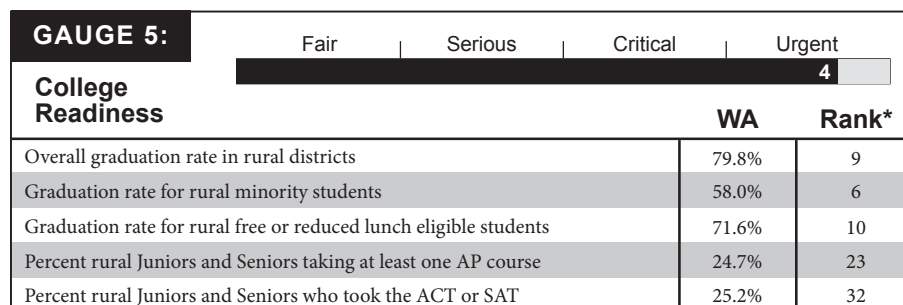 GAUGE 5:
Fair Serious Critical Urgent
4
College
Readiness
WA Rank*
Overall graduation rate in rural districts 79.8% 9
Graduation rate for rural minority students 58.0% 6
Graduation rate for rural free or reduced lunch eligible students 71.6% 10
Percent rural Juniors and Seniors taking at least one AP course 24.7% 23
Percent rural Juniors and Seniors who took the ACT or SAT 25.2% 32